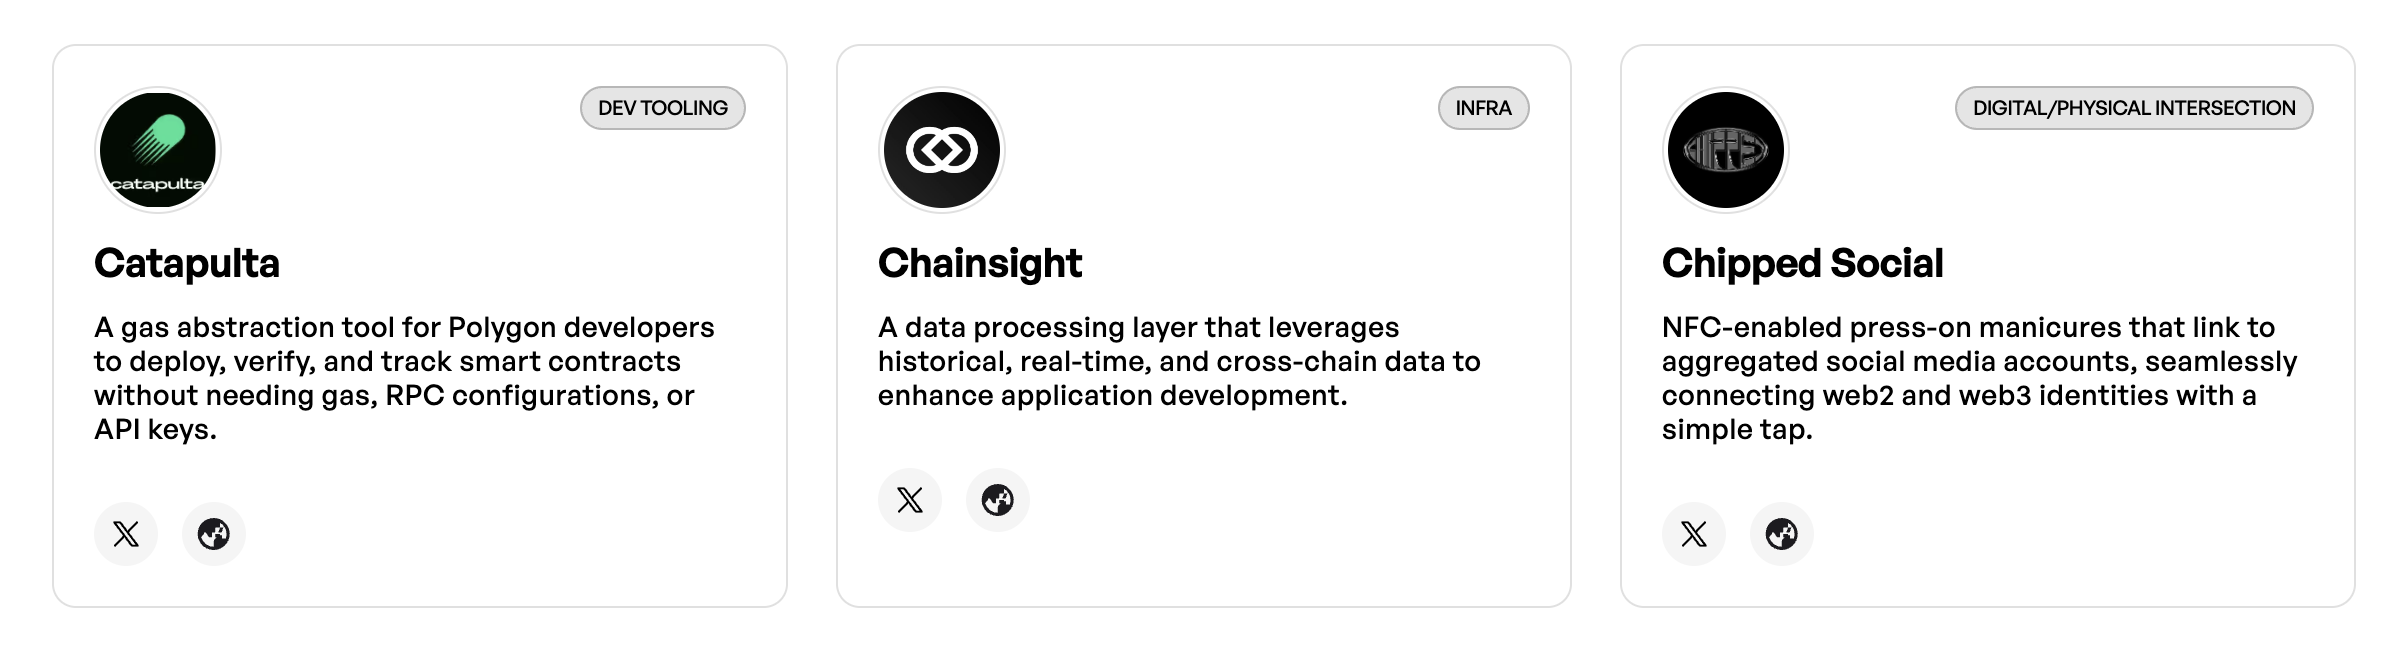 DEV TOOLING
catapulta
Catapulta
A gas abstraction tool for Polygon developers
to deploy, verify, and track smart contracts
without needing gas, RPC configurations, or
API keys.
INFRA
Chainsight
A data processing layer that leverages
historical, real-time, and cross-chain data to
enhance application development.
DIGITAL/PHYSICAL INTERSECTION
Chipped Social
NFC-enabled press-on manicures that link to
aggregated social media accounts, seamlessly
connecting web2 and web3 identities with a
simple tap.